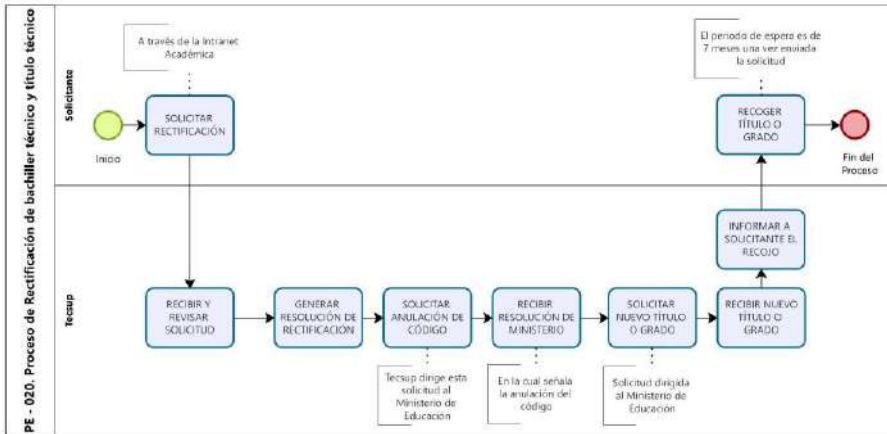 PE - 020. Proceso de Rectificación de bachiller técnico y título técnico
Solicitante
A través de la Intranet
Académica
Inicio
SOLICITAR
RECTIFICACIÓN
El periodo de espera es de
7 meses una vez enviada
la solicitud
RECOGER
TÍTULO O
GRADO
Fin del
Proceso
Tecsup
INFORMAR A
SOLICITANTE EL
RECOJO
RECIBIR Y
REVISAR
SOLICITUD
GENERAR
RESOLUCIÓN DE
RECTIFICACIÓN
SOLICITAR
ANULACIÓN DE
CÓDIGO
RECIBIR
RESOLUCIÓN DE
MINISTERIO
SOLICITAR
NUEVO TÍTULO
O GRADO
RECIBIR NUEVO
TÍTULO O
GRADO
Tecsup dirige esta
solicitud al
Ministerio de
Educación
En la cual señala
la anulación del
código
Solicitud dirigida
al Ministerio de
Educación